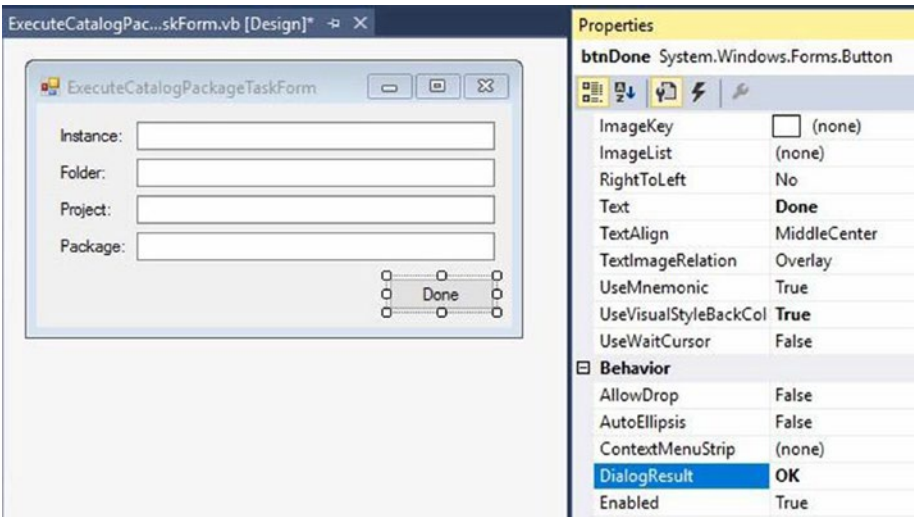 ExecuteCatalogPac...skForm.vb [Design]*
ExecuteCatalogPackageTaskForm
Instance:
Folder:
Project:
Package:
Done
Properties
btnDone System.Windows.Forms.Button
ImageKey (none)
ImageList (none)
RightToLeft No
Text Done
TextAlign MiddleCenter
TextImageRelation Overlay
UseMnemonic True
UseVisualStyleBackCol True
UseWaitCursor False
Behavior
AllowDrop False
AutoEllipsis False
ContextMenuStrip (none)
DialogResult OK
Enabled True